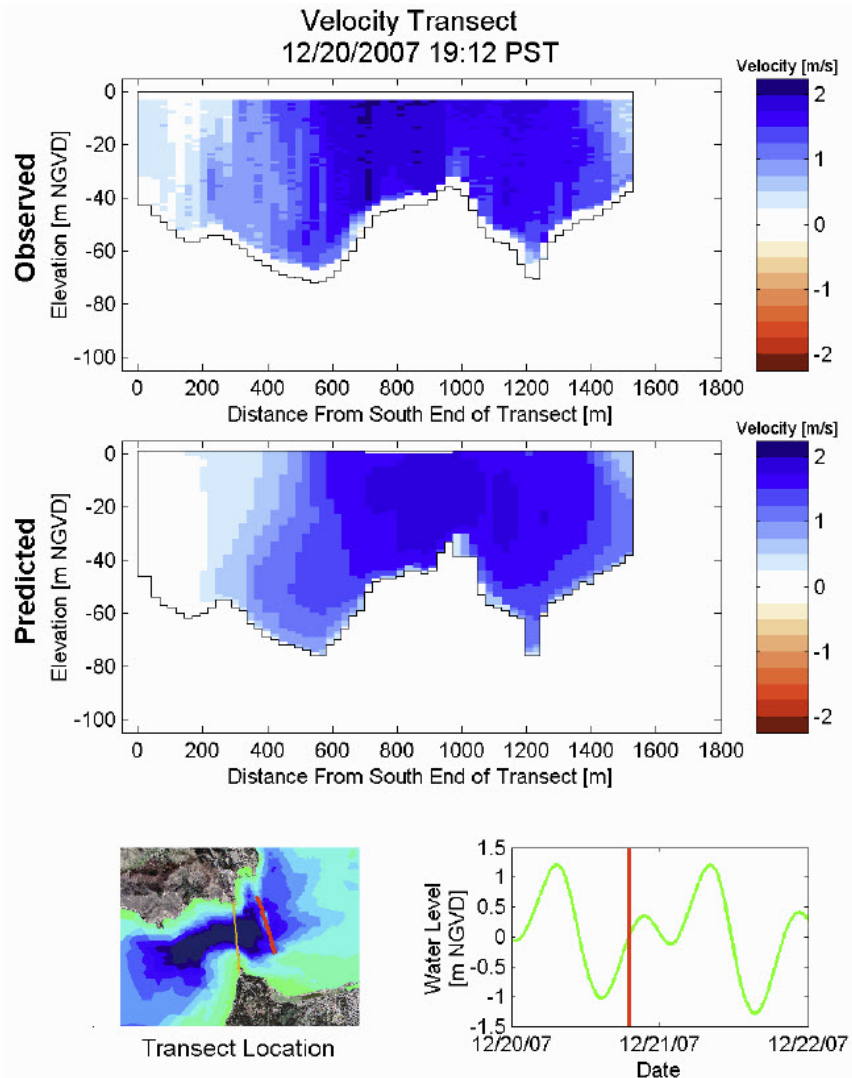 Velocity Transect
12/20/2007 19:12 PST
Velocity [m/s]
Observed
Elevation [m NGVD]
0
-20
-40
-60
-80
-100
2
1
0
-1
-2
0 200 400 600 800 1000 1200 1400 1600 1800
Distance From South End of Transect [m]
Velocity [m/s]
Predicted
Elevation [m NGVD]
0
-20
-40
-60
-80
-100
2
1
0
-1
-2
0 200 400 600 800 1000 1200 1400 1600 1800
Distance From South End of Transect [m]
Transect Location
Water Level
[m NGVD]
1.5
1
0.5
0
-0.5
-1
-1.5
12/20/07 12/21/07 12/22/07
Date